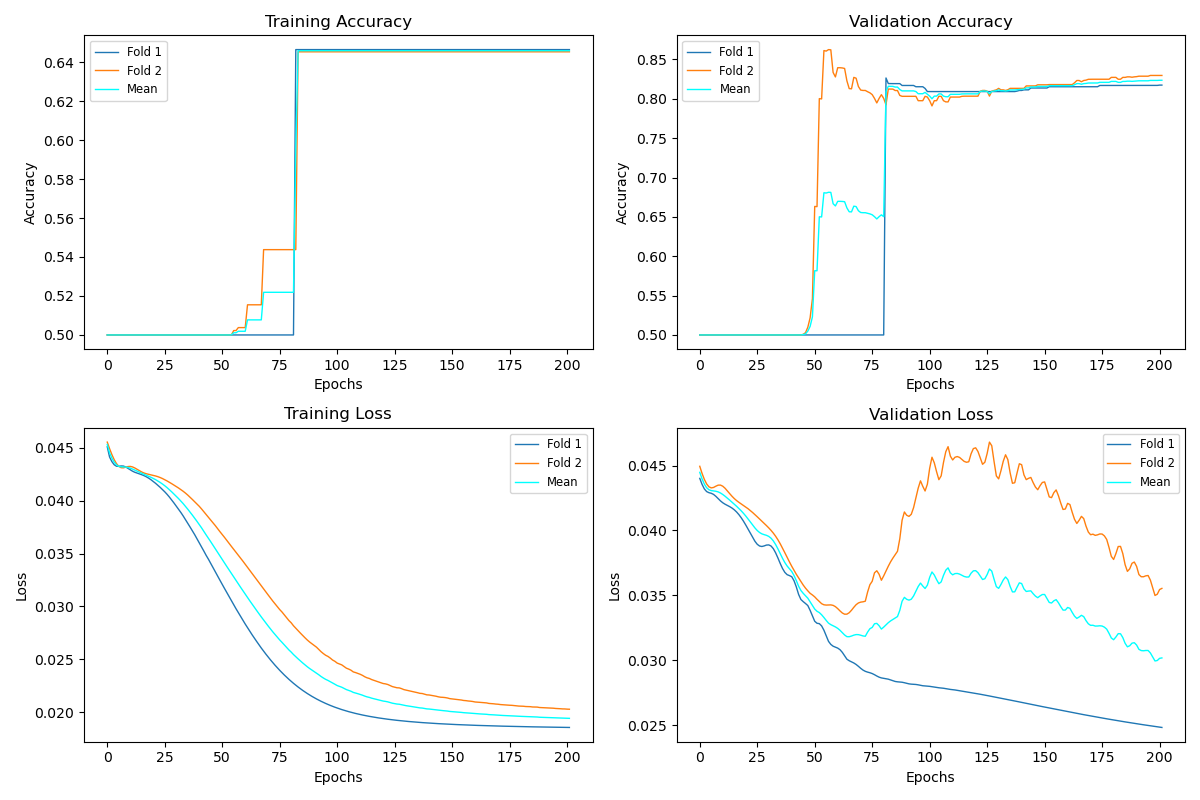 Training Accuracy
Accuracy
0.64
0.62
0.60
0.58
0.56
0.54
0.52
0.50
Fold 1
Fold 2
Mean
0 25 50 75 100 125 150 175 200
Epochs
Validation Accuracy
Accuracy
0.85
0.80
0.75
0.70
0.65
0.60
0.55
0.50
Fold 1
Fold 2
Mean
0 25 50 75 100 125 150 175 200
Epochs
Training Loss
Loss
0.045
0.040
0.035
0.030
0.025
0.020
Fold 1
Fold 2
Mean
0 25 50 75 100 125 150 175 200
Epochs
Validation Loss
Loss
0.045
0.040
0.035
0.030
0.025
Fold 1
Fold 2
Mean
0 25 50 75 100 125 150 175 200
Epochs